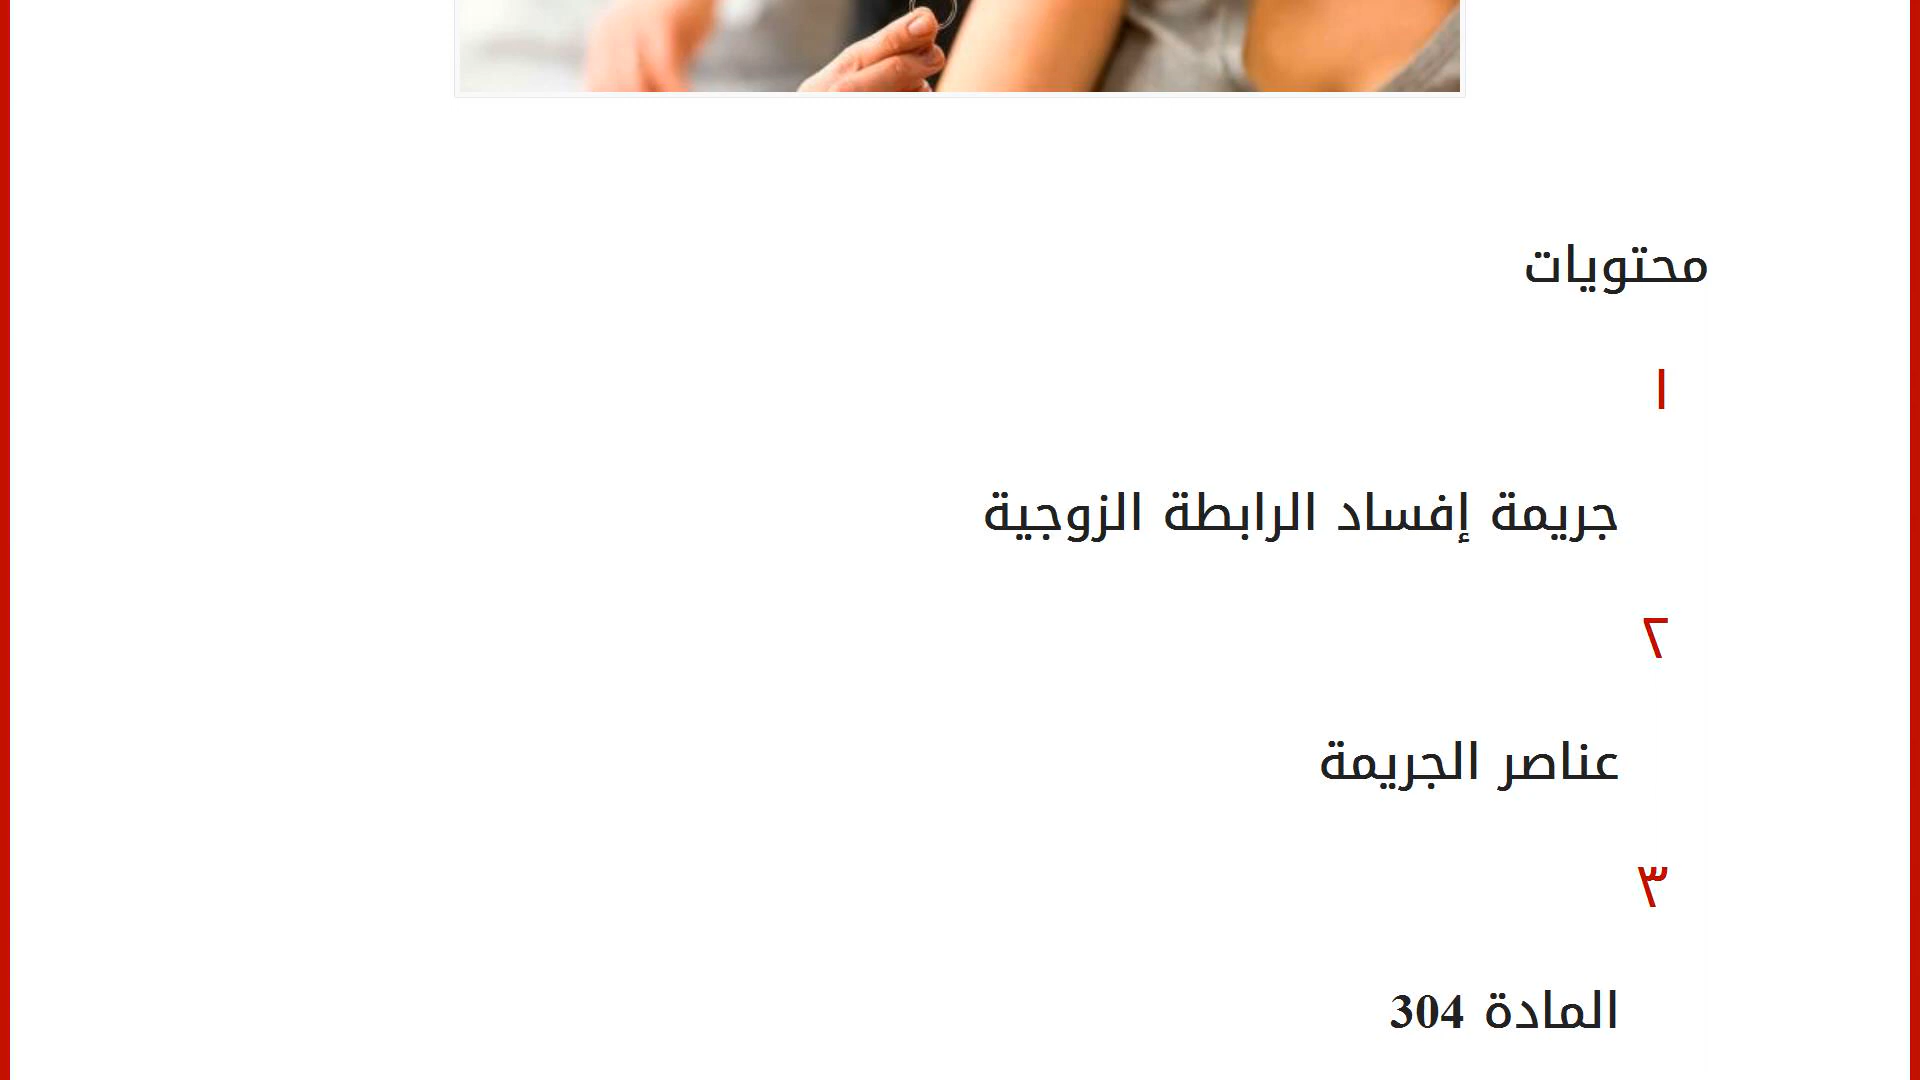 محتويات
١
جريمة إفساد الرابطة الزوجية
٢
عناصر الجريمة
٣
المادة 304